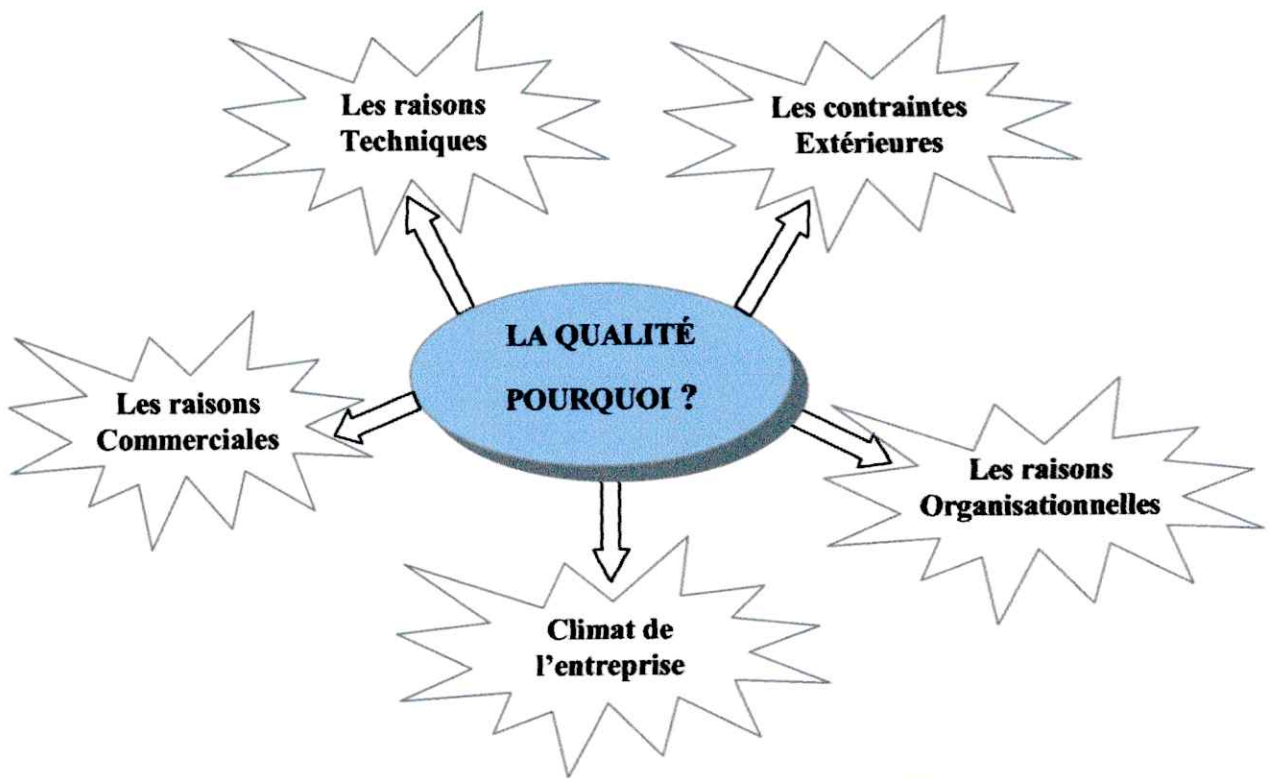 Les raisons
Techniques
Les contraintes
Extérieures
LA QUALITÉ
POURQUOI ?
Les raisons
Commerciales
Les raisons
Organisationnelles
Climat de
l'entreprise